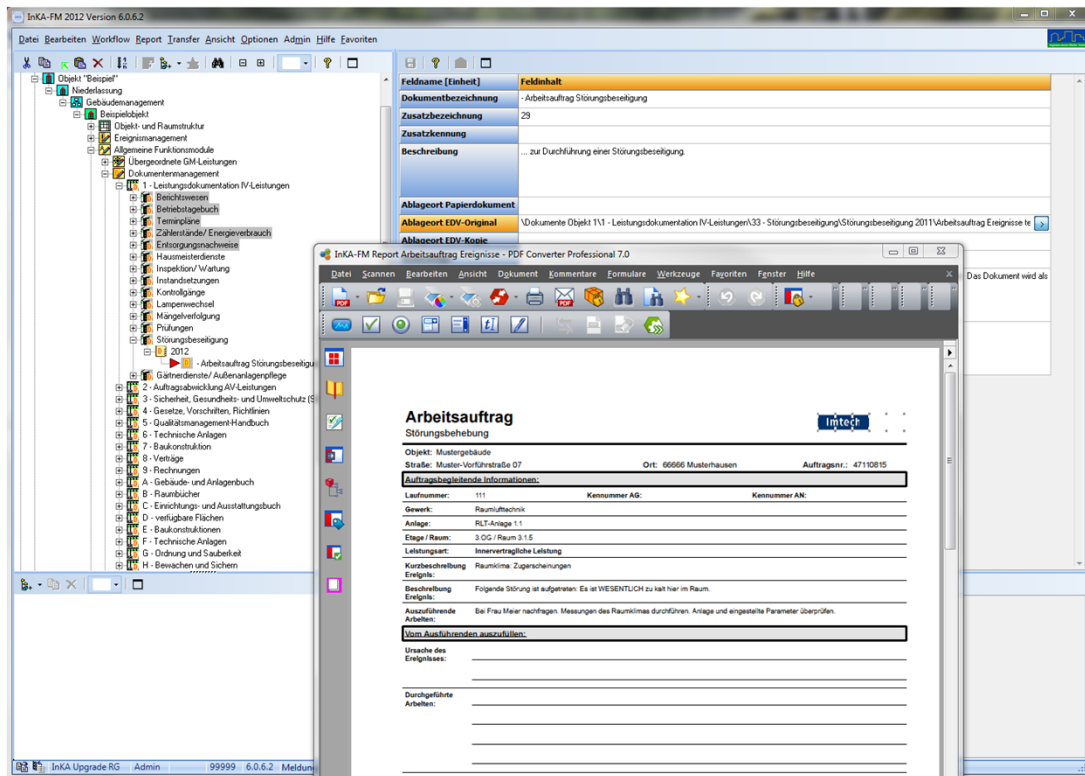 InKA-FM 2012 Version 6.0.6.2
Datei Bearbeiten Workflow Report Transfer Ansicht Optionen Admin Hilfe Favoriten
Objekt "Beispiel"
Niederlassung
Gebäudemanagement
Beispielobjekt
Objekt- und Raumstruktur
Ereignismanagement
Allgemeine Funktionsmodule
Übergeordnete GM-Leistungen
Dokumentenmanagement
1 - Leistungsdokumentation IV-Leistungen
Berichtswesen
Betriebstagebuch
Terminpläne
Zählerstände/ Energieverbrauch
Entsorgungsnachweise
Hausmeisterdienste
Inspektion/ Wartung
Instandsetzungen
Kontrollgänge
Lampenwechsel
Mängelverfolgung
Prüfungen
Störungsbeseitigung
2012
- Arbeitsauftrag Störungsbeseitigu
Gärtnerdienste/ Außenanlagenpflege
2 - Auftragsabwicklung AV-Leistungen
3 - Sicherheit, Gesundheits- und Umweltschutz (S
4 - Gesetze, Vorschriften, Richtlinien
5 - Qualitätsmanagement-Handbuch
6 - Technische Anlagen
7 - Baukonstruktion
8 - Verträge
9 - Rechnungen
A - Gebäude- und Anlagenbuch
B - Raumbücher
C - Einrichtungs- und Ausstattungsbuch
D - verfügbare Flächen
E - Baukonstruktionen
F - Technische Anlagen
G - Ordnung und Sauberkeit
H - Bewachen und Sichern
Feldname [Einheit] Feldinhalt
Dokumentbezeichnung - Arbeitsauftrag Störungsbeseitigung
Zusatzbezeichnung 29
Zusatzkennung
Beschreibung ... zur Durchführung einer Störungsbeseitigung.
Ablageort Papierdokument
Ablageort EDV-Original \Dokumente Objekt 1\1 - Leistungsdokumentation IV-Leistungen\33 - Störungsbeseitigung\Störungsbeseitigung 2011\Arbeitsauftrag Ereignisse te
Ablageort EDV-Kopie
Das Dokument wird als
InKA-FM Report Arbeitsauftrag Ereignisse - PDF Converter Professional 7.0
Datei Scannen Bearbeiten Ansicht Dokument Kommentare Formulare Werkzeuge Favoriten Fenster Hilfe
Arbeitsauftrag
Störungsbehebung
Imtech
Objekt: Mustergebäude
Straße: Muster-Vorführstraße 07 Ort: 66666 Musterhausen Auftragsnr.: 47110815
Auftragsbegleitende Informationen:
Laufnummer: 111 Kennummer AG: Kennummer AN:
Gewerk: Raumlufttechnik
Anlage: RLT-Anlage 1.1
Etage / Raum: 3.OG / Raum 3.1.5
Leistungsart: Innervertragliche Leistung
Kurzbeschreibung Raumklima: Zugerscheinungen
Ereignis:
Beschreibung Folgende Störung ist aufgetreten: Es ist WESENTLICH zu kalt hier im Raum.
Ereignis:
Auszuführende Bei Frau Meier nachfragen. Messungen des Raumklimas durchführen. Anlage und eingestellte Parameter überprüfen.
Arbeiten:
Vom Ausführenden auszufüllen:
Ursache des
Ereignisses:
Durchgeführte
Arbeiten:
InKA Upgrade RG Admin 99999 6.0.6.2 Meldun